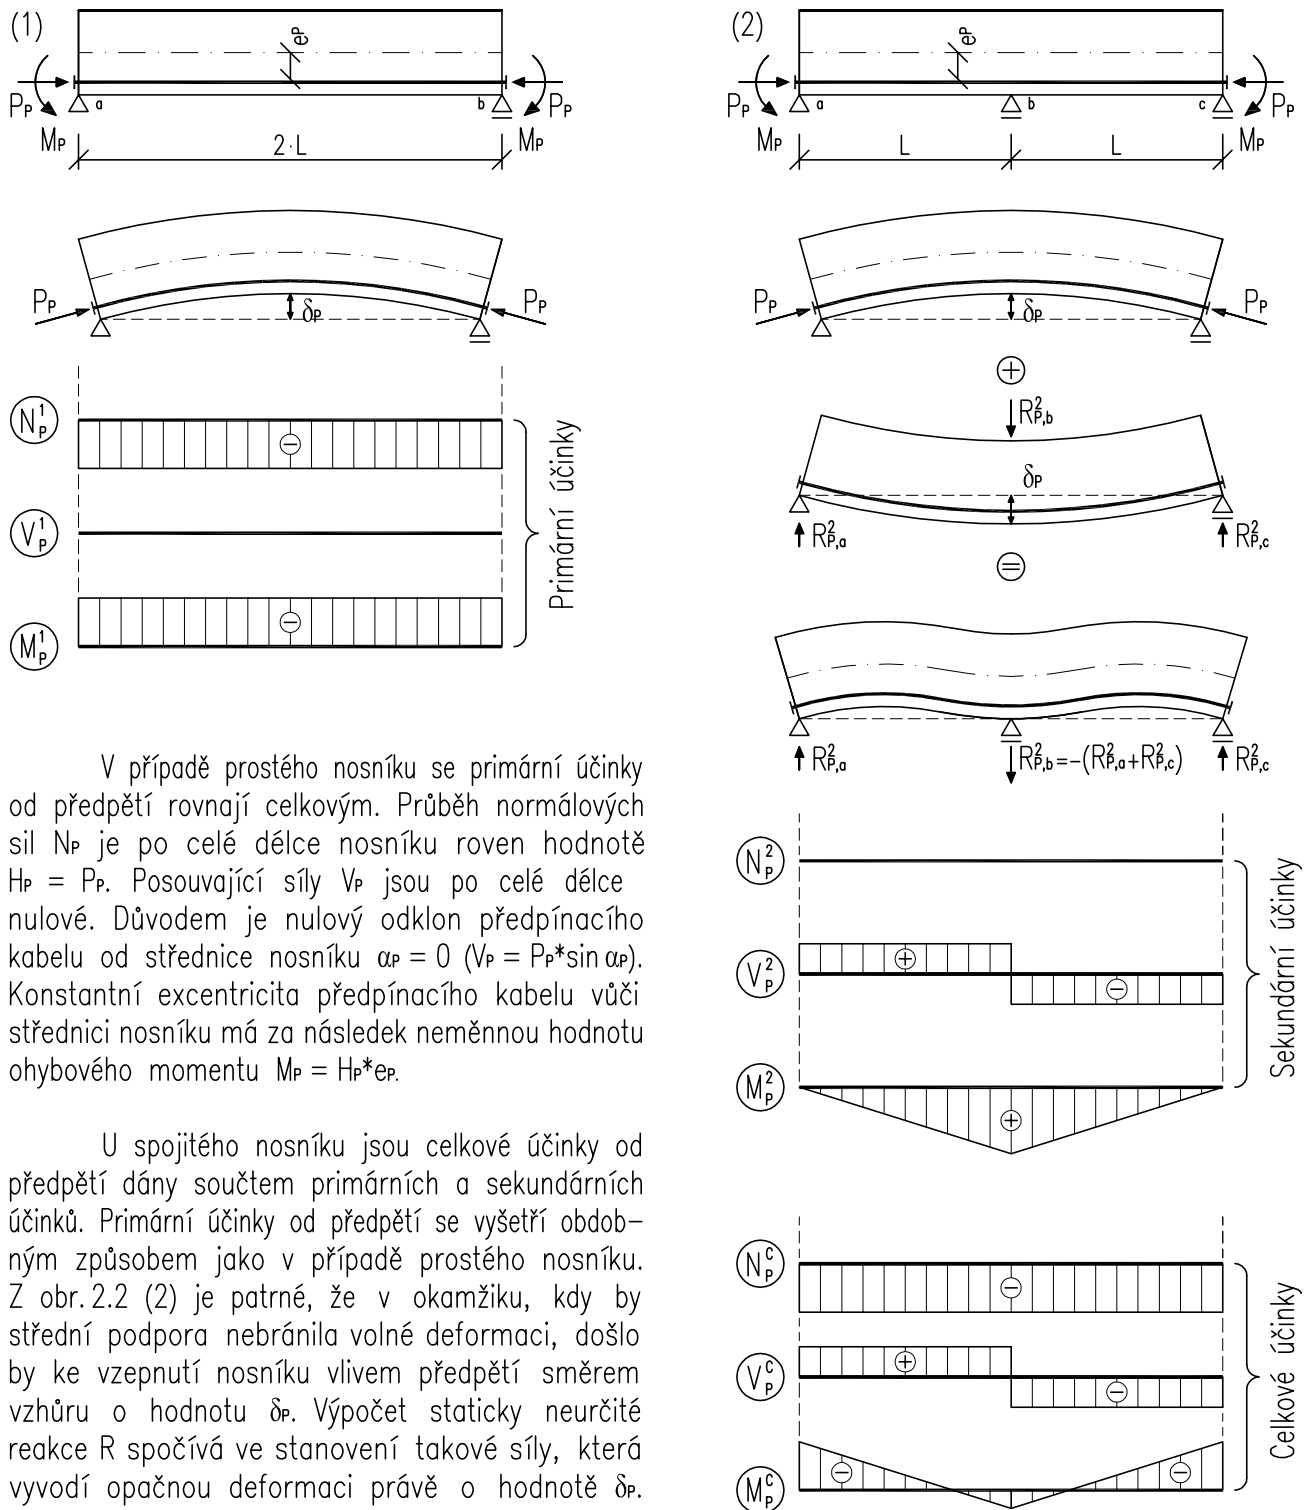 (1)
eP
PP
a
b
PP
MP
MP
2·L
PP
PP
δP
N1P
V1P
M1P
Primární účinky
V případě prostého nosníku se primární účinky
od předpětí rovnají celkovým. Průběh normálových
sil NP je po celé délce nosníku roven hodnotě
HP = PP. Posouvající síly VP jsou po celé délce
nulové. Důvodem je nulový odklon předpínacího
kabelu od střednice nosníku αP = 0 (VP = PP*sin αP).
Konstantní excentricita předpínacího kabelu vůči
střednici nosníku má za následek neměnnou hodnotu
ohybového momentu MP = HP*eP.
U spojitého nosníku jsou celkové účinky od
předpětí dány součtem primárních a sekundárních
účinků. Primární účinky od předpětí se vyšetří obdob-
ným způsobem jako v případě prostého nosníku.
Z obr. 2.2 (2) je patrné, že v okamžiku, kdy by
střední podpora nebránila volné deformaci, došlo
by ke vzepnutí nosníku vlivem předpětí směrem
vzhůru o hodnotu δP. Výpočet staticky neurčité
reakce R spočívá ve stanovení takové síly, která
vyvodí opačnou deformaci právě o hodnotě δP.
(2)
eP
PP
a
b
c
PP
MP
MP
L
L
PP
PP
δP
+
R2P,b
δP
R2P,a
R2P,c
=
R2P,a
R2P,b=-(R2P,a+R2P,c)
R2P,c
N2P
V2P
+
-
M2P
+
Sekundární účinky
NCP
-
VCP
+
-
MCP
-
-
Celkové účinky